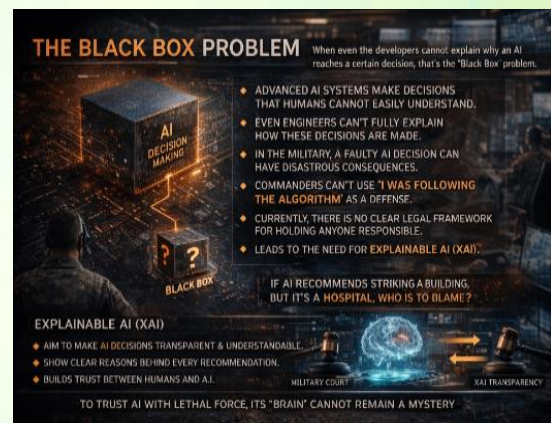 THE BLACK BOX PROBLEM
When even the developers cannot explain why an AI
reaches a certain decision, that's the "Black Box" problem.
AI
DECISION
MAKING
? ?
BLACK BOX
◆ ADVANCED AI SYSTEMS MAKE DECISIONS
THAT HUMANS CANNOT EASILY UNDERSTAND.
◆ EVEN ENGINEERS CAN'T FULLY EXPLAIN
HOW THESE DECISIONS ARE MADE.
◆ IN THE MILITARY, A FAULTY AI DECISION CAN
HAVE DISASTROUS CONSEQUENCES.
◆ COMMANDERS CAN'T USE 'I WAS FOLLOWING
THE ALGORITHM' AS A DEFENSE.
◆ CURRENTLY, THERE IS NO CLEAR LEGAL FRAMEWORK
FOR HOLDING ANYONE RESPONSIBLE.
◆ LEADS TO THE NEED FOR EXPLAINABLE AI (XAI).
IF AI RECOMMENDS STRIKING A BUILDING,
BUT IT'S A HOSPITAL, WHO IS TO BLAME?
EXPLAINABLE AI (XAI)
◆ AIM TO MAKE AI DECISIONS TRANSPARENT & UNDERSTANDABLE.
◆ SHOW CLEAR REASONS BEHIND EVERY RECOMMENDATION.
◆ BUILDS TRUST BETWEEN HUMANS AND A.I.
MILITARY COURT
XAI TRANSPARENCY
TO TRUST AI WITH LETHAL FORCE, ITS "BRAIN" CANNOT REMAIN A MYSTERY